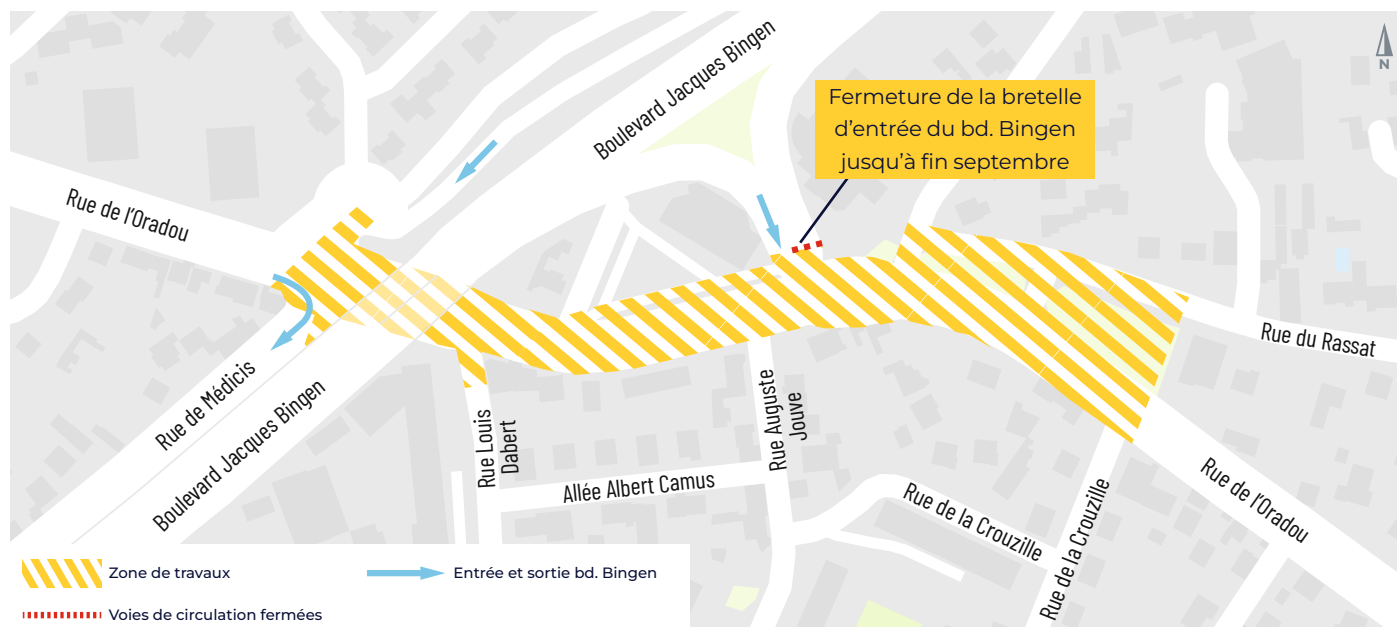 Boulevard Jacques Bingen
N
Fermeture de la bretelle
d'entrée du bd. Bingen
jusqu'à fin septembre
Rue de l'Oradou
Rue du Rassat
Rue de Médicis
Boulevard Jacques Bingen
Rue Louis
Dabert
Rue Auguste
Jouve
Allée Albert Camus
Rue de la Crouzille
Rue de la Crouzille
Rue de l'Oradou
Zone de travaux
Entrée et sortie bd. Bingen
Voies de circulation fermées